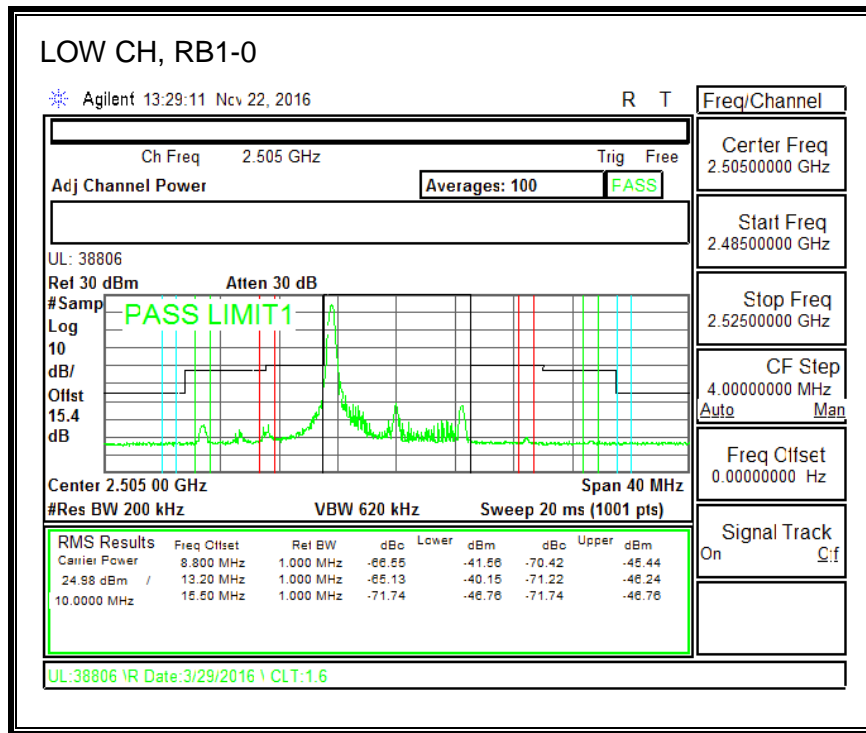 LOW CH, RB1-0
Agilent 13:29:11 Nov 22, 2016 R T
Freq/Channel
Ch Freq 2.505 GHz Trig Free
Adj Channel Power Averages: 100 PASS
Center Freq
2.50500000 GHz
Start Freq
2.48500000 GHz
Stop Freq
2.52500000 GHz
CF Step
4.00000000 MHz
Auto Man
Freq Offset
0.00000000 Hz
Signal Track
On Off
UL: 38806
Ref 30 dBm Atten 30 dB
#Samp
Log
10
dB/
Offst
15.4
dB
PASS LIMIT1
Center 2.505 00 GHz Span 40 MHz
#Res BW 200 kHz VBW 620 kHz Sweep 20 ms (1001 pts)
RMS Results Freq Offset Ref BW dBc Lower dBm dBc Upper dBm
Carrier Power 8.800 MHz 1.000 MHz -66.55 -41.56 -70.42 -45.44
24.98 dBm / 13.20 MHz 1.000 MHz -65.13 -40.15 -71.22 -46.24
10.0000 MHz 15.50 MHz 1.000 MHz -71.74 -46.76 -71.74 -46.76
UL:38806 \R Date:3/29/2016 \ CLT:1.6